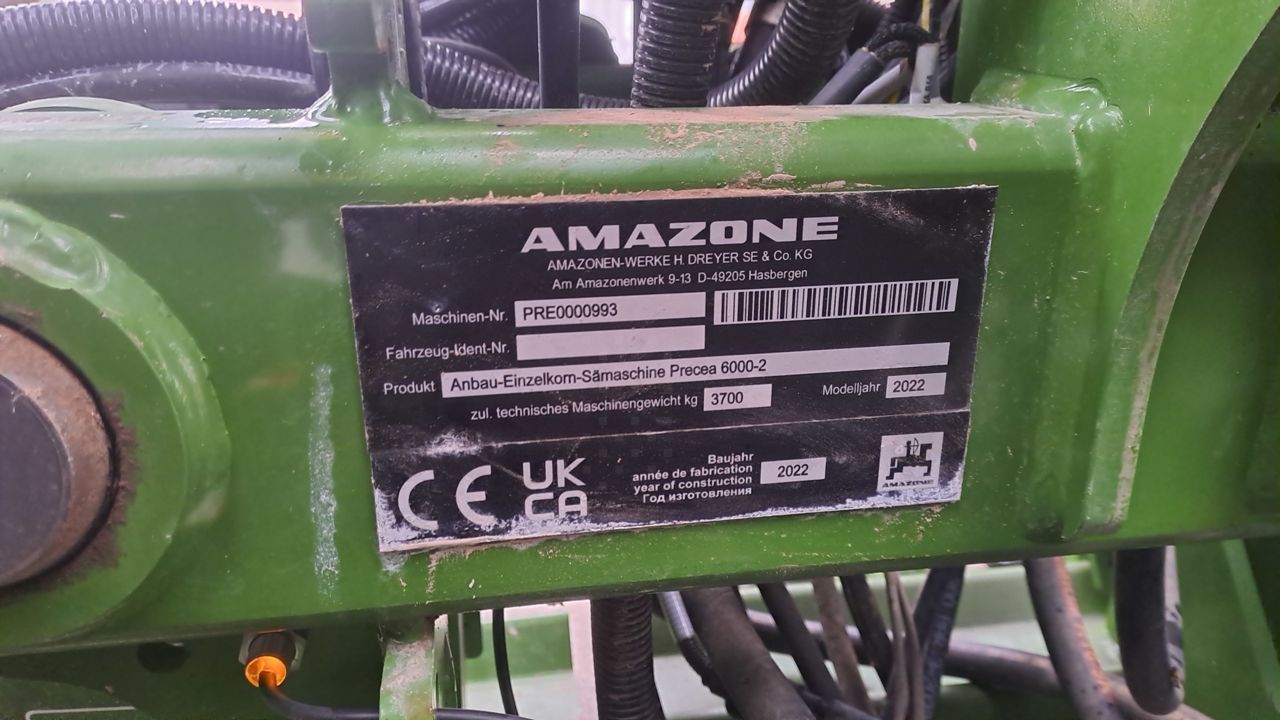 AMAZONE
AMAZONEN-WERKE H. DREYER SE & Co. KG
Am Amazonenwerk 9-13 D-49205 Hasbergen
Maschinen-Nr. PRE0000993
Fahrzeug-Ident-Nr.
Produkt Anbau-Einzelkorn-Sämaschine Precea 6000-2
zul. technisches Maschinengewicht kg 3700 Modelljahr 2022
CE UK
CA
Baujahr
année de fabrication
year of construction
Год изготовления
2022
AMAZONE